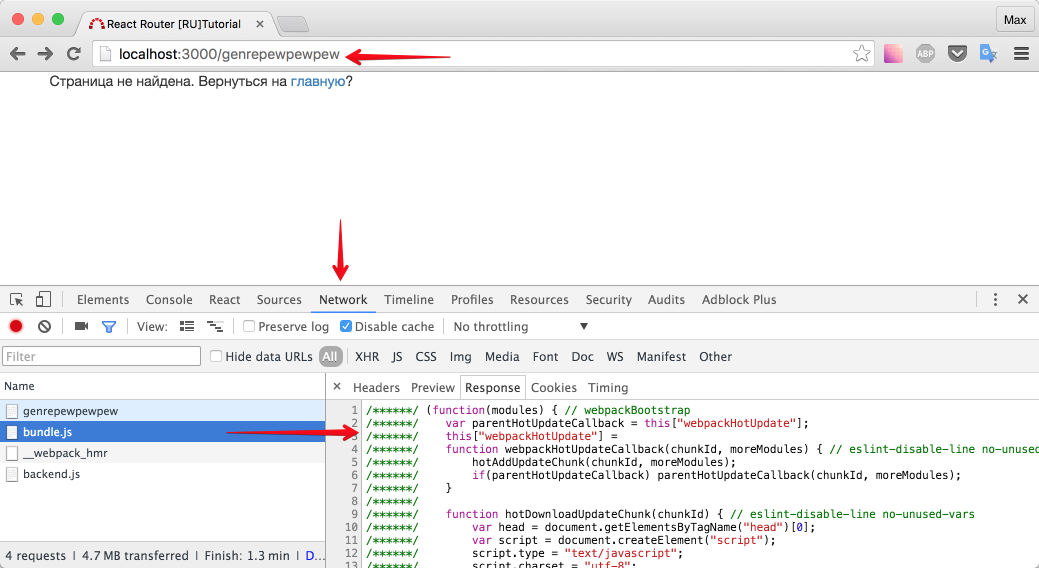 React Router [RU]Tutorial
Max
localhost:3000/genrepewpewpew
ABP
Страница не найдена. Вернуться на главную?
Elements Console React Sources Network Timeline Profiles Resources Security Audits Adblock Plus
View: Preserve log Disable cache No throttling
Filter Hide data URLs All XHR JS CSS Img Media Font Doc WS Manifest Other
Name
genrepewpewpew
bundle.js
__webpack_hmr
backend.js
4 requests | 4.7 MB transferred | Finish: 1.3 min | D...
Headers Preview Response Cookies Timing
1 /******/ (function(modules) { // webpackBootstrap
2 /******/ var parentHotUpdateCallback = this["webpackHotUpdate"];
/******/ this["webpackHotUpdate"] =
4 /******/ function webpackHotUpdateCallback(chunkId, moreModules) { // eslint-disable-line no-unused
5 /******/ hotAddUpdateChunk(chunkId, moreModules);
6 /******/ if(parentHotUpdateCallback) parentHotUpdateCallback(chunkId, moreModules);
7 /******/ }
8 /******/
9 /******/ function hotDownloadUpdateChunk(chunkId) { // eslint-disable-line no-unused-vars
10 /******/ var head = document.getElementsByTagName("head")[0];
11 /******/ var script = document.createElement("script");
12 /******/ script.type = "text/javascript";
13 /******/ script.charset = "utf-8";